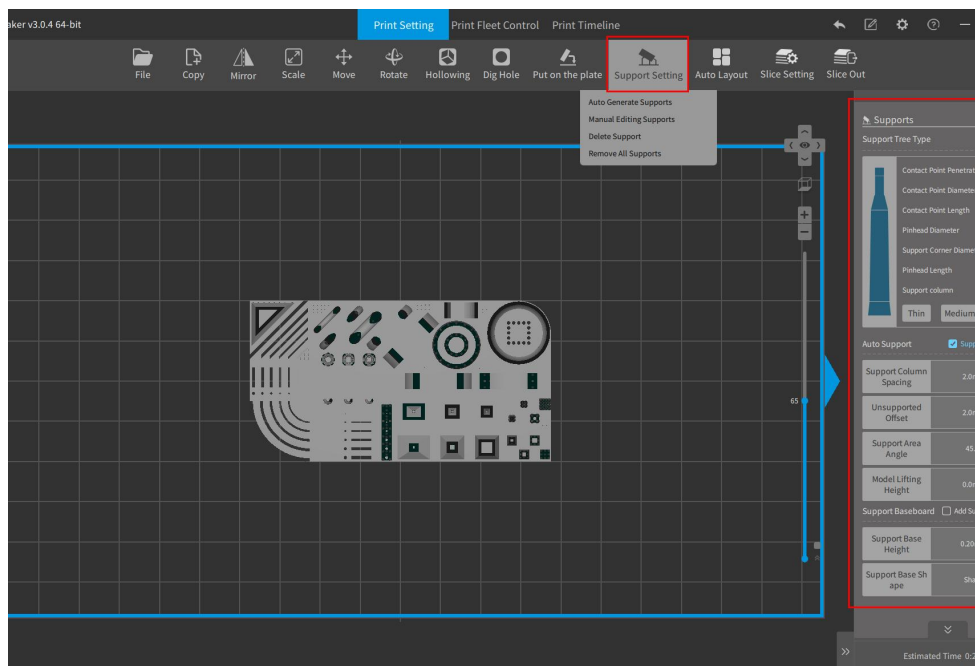 aker v3.0.4 64-bit
Print Setting Print Fleet Control Print Timeline
File Copy Mirror Scale Move Rotate Hollowing Dig Hole Put on the plate Support Setting Auto Layout Slice Setting Slice Out
Auto Generate Supports
Manual Editing Supports
Delete Support
Remove All Supports
Supports
Support Tree Type
Contact Point Penetrat
Contact Point Diamete
Contact Point Length
Pinhead Diameter
Support Corner Diame
Pinhead Length
Support column
Thin Medium
Auto Support Supp
Support Column
Spacing
2.0m
Unsupported
Offset
2.0m
65
Support Area
Angle
45.
Model Lifting
Height
0.0m
Support Baseboard Add Su
Support Base
Height
0.20
Support Base Sh
ape
Sha
Estimated Time 0:2